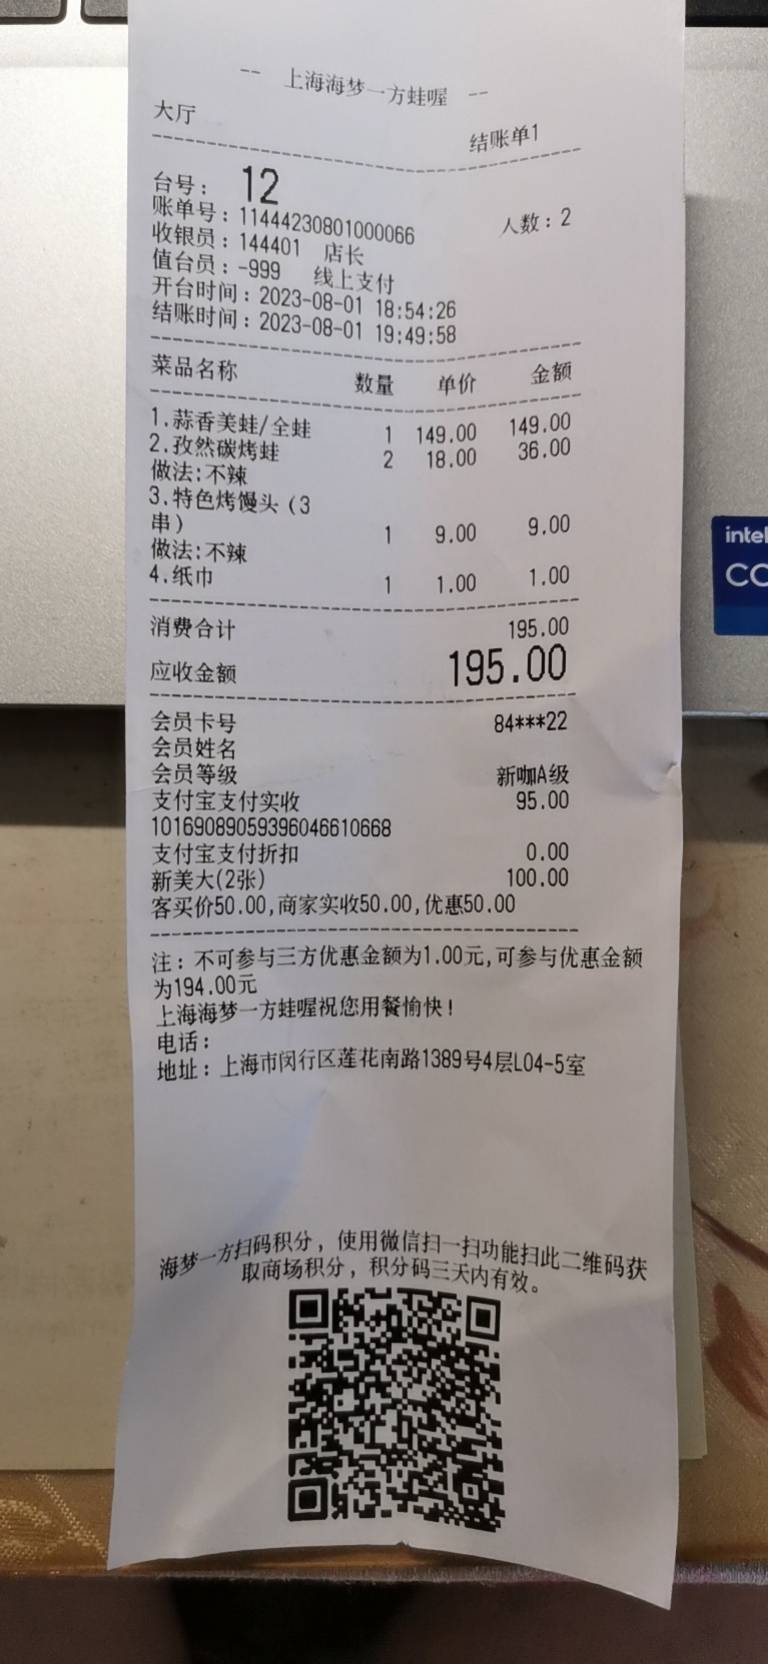 -- 上海海梦一方蛙喔 --
大厅
结账单1
台号: 12
账单号: 11444230801000066 人数: 2
收银员: 144401 店长
值台员: -999 线上支付
开台时间: 2023-08-01 18:54:26
结账时间: 2023-08-01 19:49:58
菜品名称 数量 单价 金额
1.蒜香美蛙/全蛙 1 149.00 149.00
2.孜然碳烤蛙 2 18.00 36.00
做法:不辣
3.特色烤馒头 (3
串) 1 9.00 9.00
做法:不辣
4.纸巾 1 1.00 1.00
消费合计 195.00
应收金额 195.00
会员卡号 84***22
会员姓名
会员等级 新咖A级
支付宝支付实收 95.00
101690890593960466​10668
支付宝支付折扣 0.00
新美大(2张) 100.00
客买价50.00,商家实收50.00,优惠50.00
注: 不可参与三方优惠金额为1.00元,可参与优惠金额
为194.00元
上海海梦一方蛙喔祝您用餐愉快!
电话:
地址: 上海市闵行区莲花南路1389号4层L04-5室
海梦一方扫码积分, 使用微信扫一扫功能扫此二维码获
取商场积分, 积分码三天内有效。
intel
CO